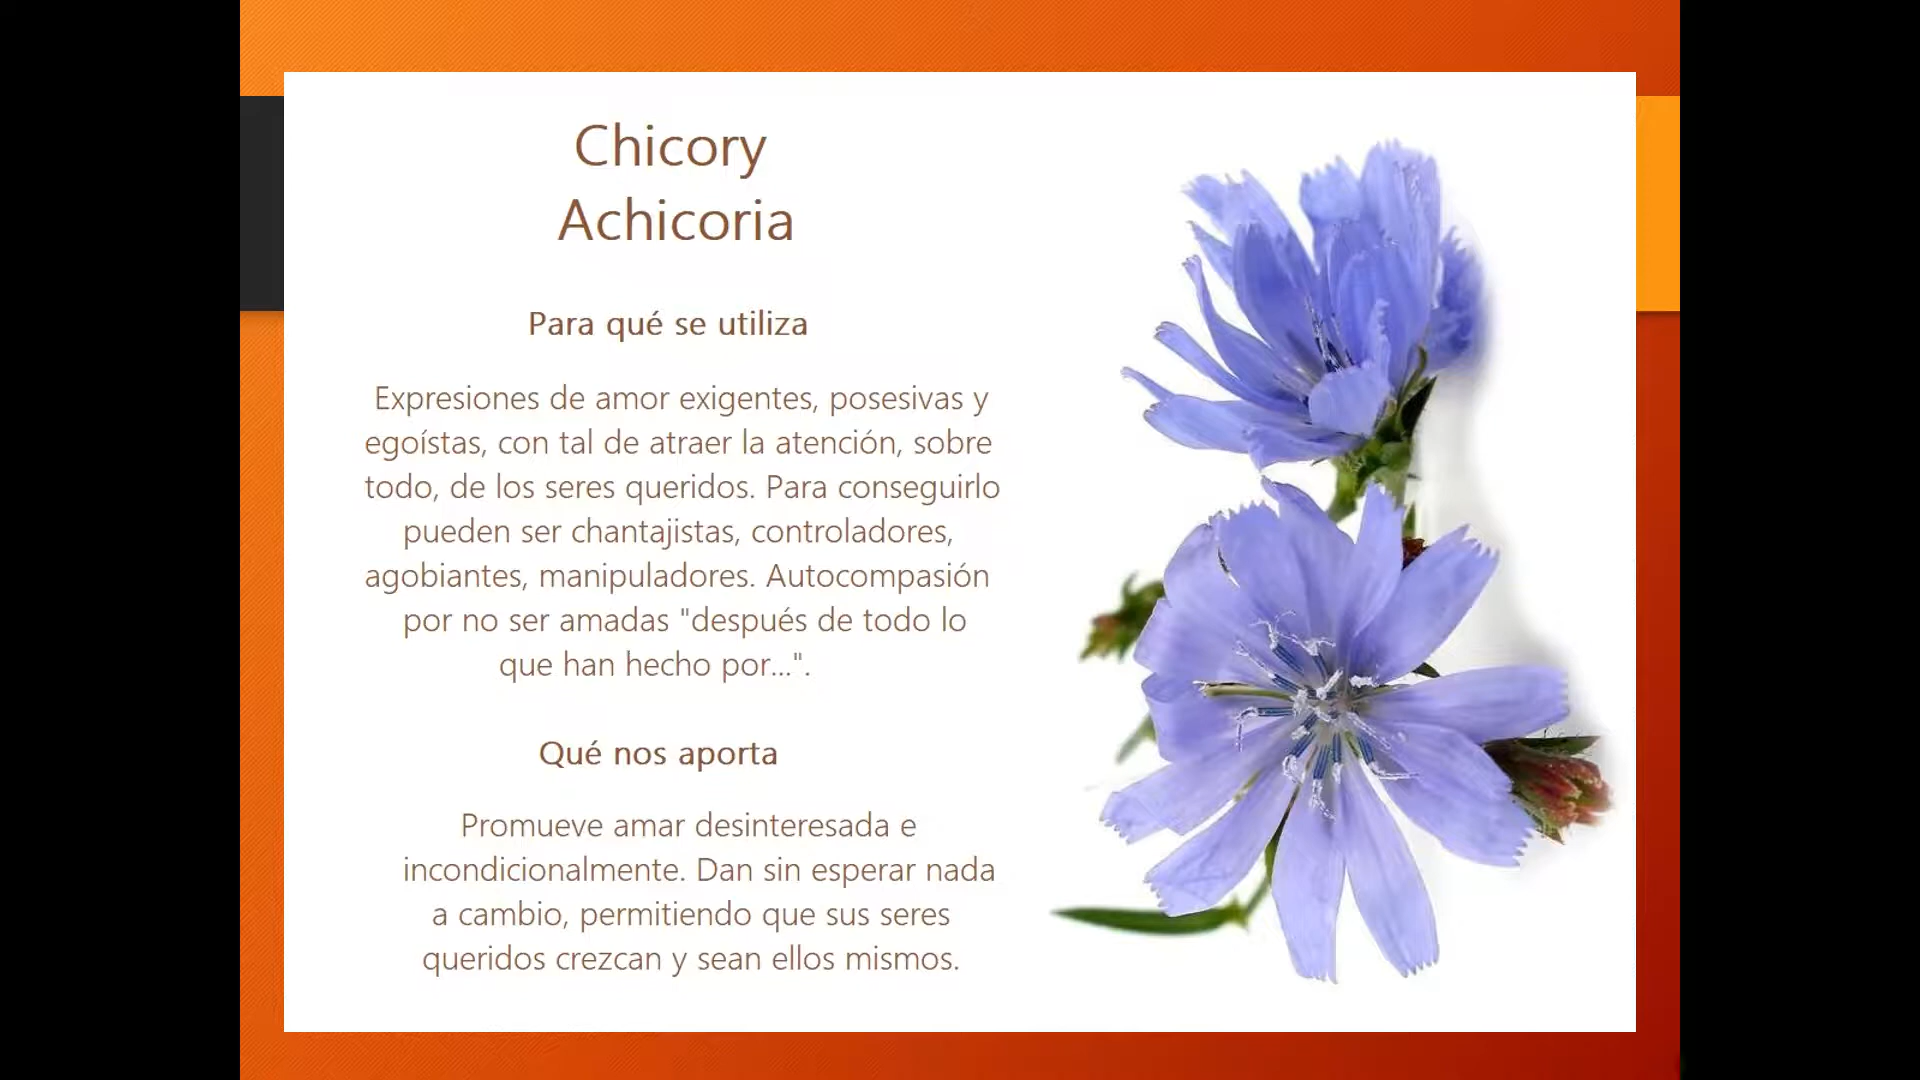 Chicory
Achicoria
Para qué se utiliza
Expresiones de amor exigentes, posesivas y
egoístas, con tal de atraer la atención, sobre
todo, de los seres queridos. Para conseguirlo
pueden ser chantajistas, controladores,
agobiantes, manipuladores. Autocompasión
por no ser amadas "después de todo lo
que han hecho por...".
Qué nos aporta
Promueve amar desinteresada e
incondicionalmente. Dan sin esperar nada
a cambio, permitiendo que sus seres
queridos crezcan y sean ellos mismos.